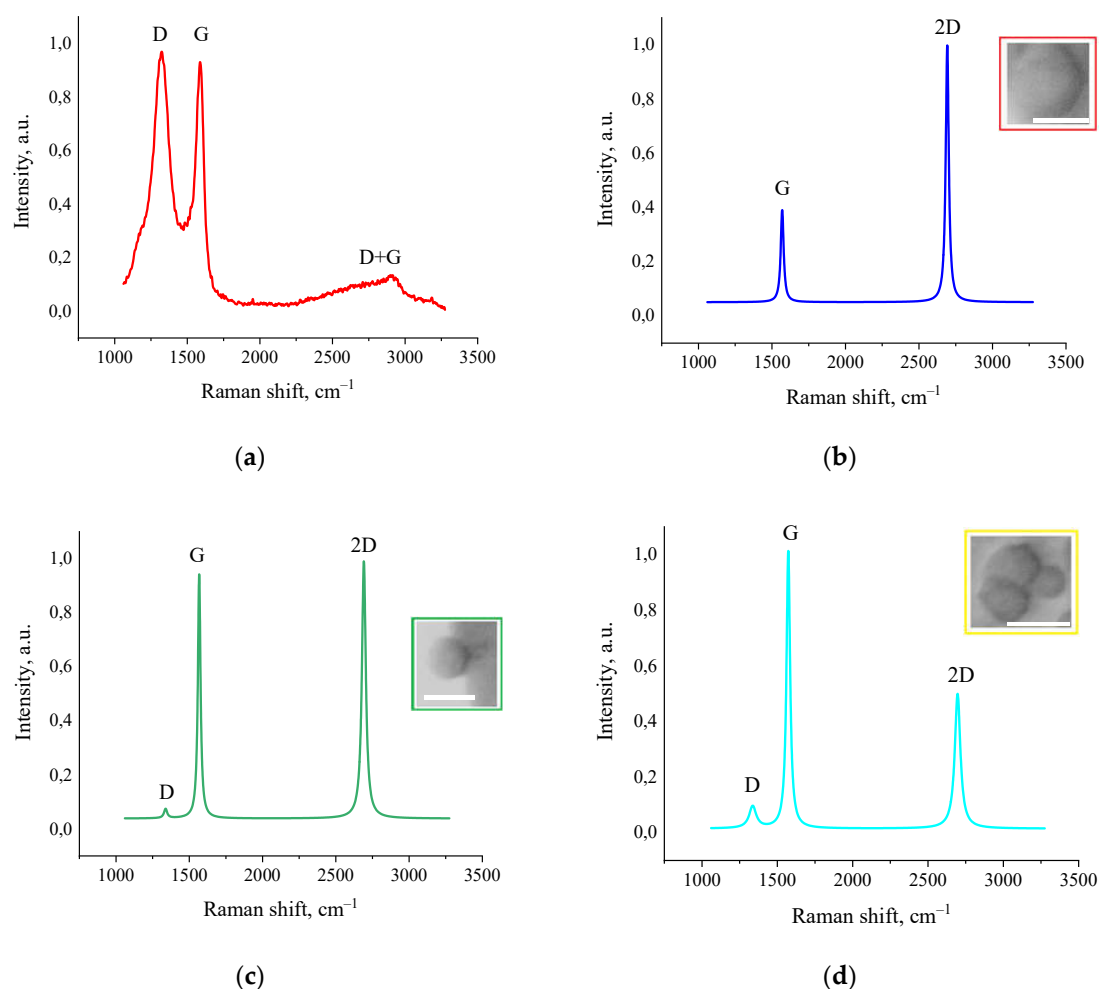 D G
1,0
0,8
0,6
0,4
0,2
0,0
D+G
Intensity, a.u.
1000 1500 2000 2500 3000 3500
Raman shift, cm–1
(a)
2D
1,0
0,8
0,6
0,4
0,2
0,0
G
Intensity, a.u.
1000 1500 2000 2500 3000 3500
Raman shift, cm–1
(b)
G 2D
1,0
0,8
0,6
0,4
0,2
0,0
D
Intensity, a.u.
1000 1500 2000 2500 3000 3500
Raman shift, cm–1
(c)
G
1,0
0,8
0,6
0,4
0,2
0,0
2D
D
Intensity, a.u.
1000 1500 2000 2500 3000 3500
Raman shift, cm–1
(d)